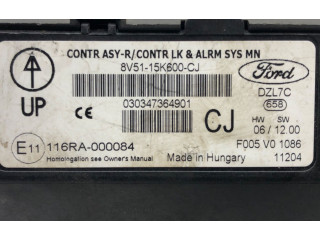 CONTR ASY-R/CONTR LK & ALRM SYS MN
8V51-15K600-CJ
Ford
UP
030347364901
DZL7C
658
CE
CJ
HW SW
06 / 12.00
E11 116RA-000084
F005 V0 1086
Homologation see Owner's Manual
Made in Hungary
11204